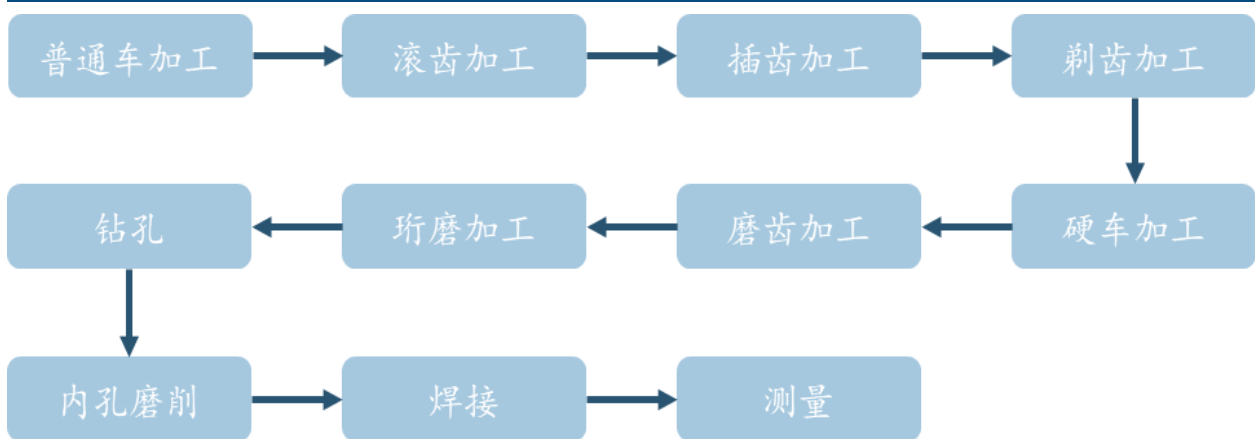 普通车加工
滚齿加工
插齿加工
剃齿加工
硬车加工
磨齿加工
珩磨加工
钻孔
内孔磨削
焊接
测量